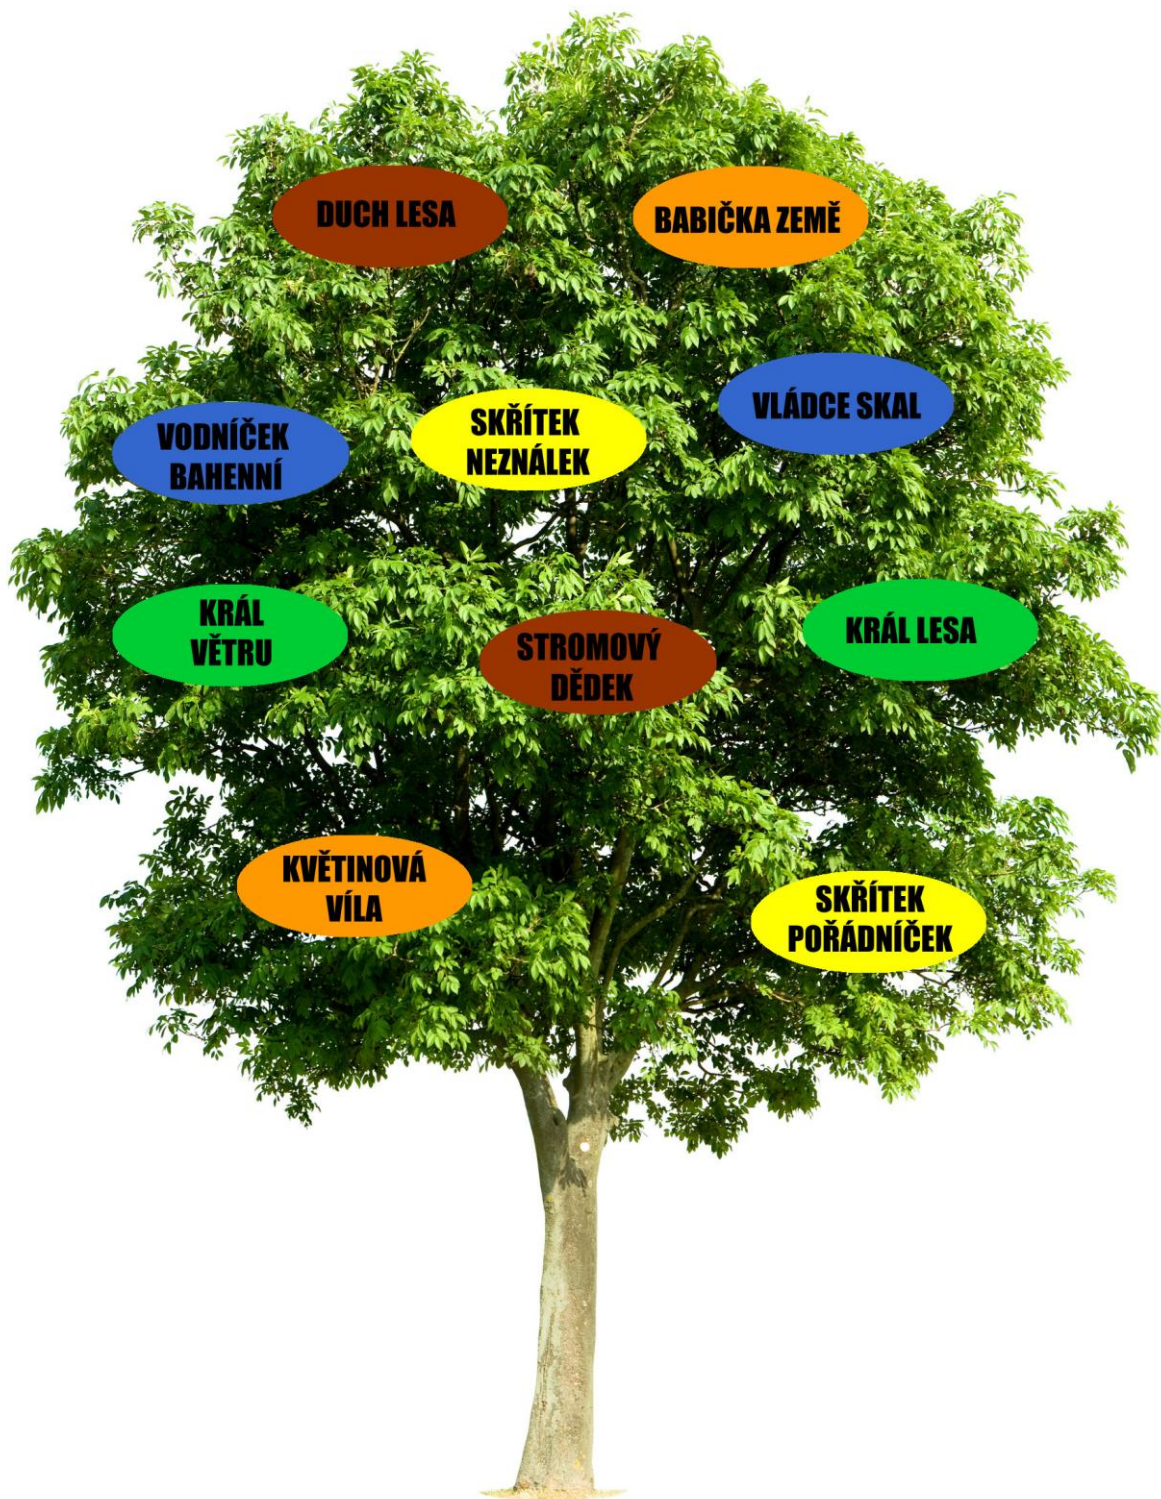 DUCH LESA
BABIČKA ZEMĚ
VLÁDCE SKAL
VODNÍČEK
BAHENNÍ
SKŘÍTEK
NEZNÁLEK
KRÁL
VĚTRU
STROMOVÝ
DĚDEK
KRÁL LESA
KVĚTINOVÁ
VÍLA
SKŘÍTEK
POŘÁDNÍČEK